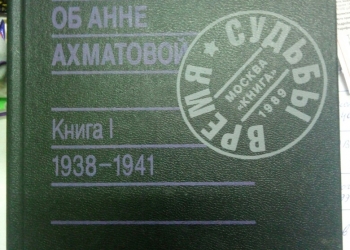 ОБ АННЕ
АХМАТОВОЙ
Книга I
1938–1941
ВРЕМЯ ★ СУДЬБЫ
МОСКВА
«КНИГА»
1989